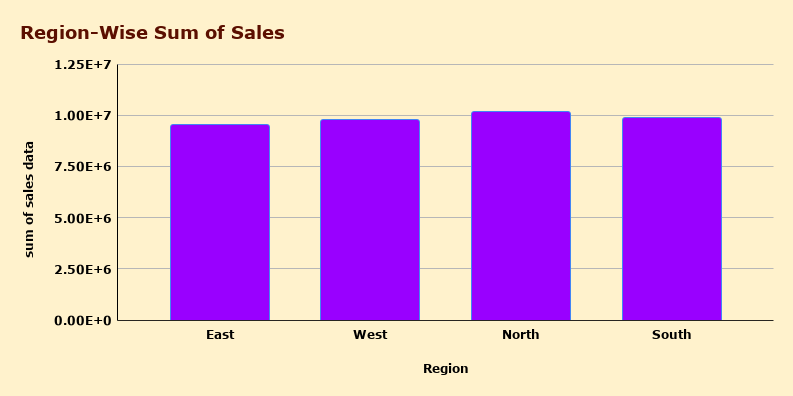 Region-Wise Sum of Sales
1.25E+7
1.00E+7
7.50E+6
5.00E+6
2.50E+6
0.00E+0
sum of sales data
East West North South
Region